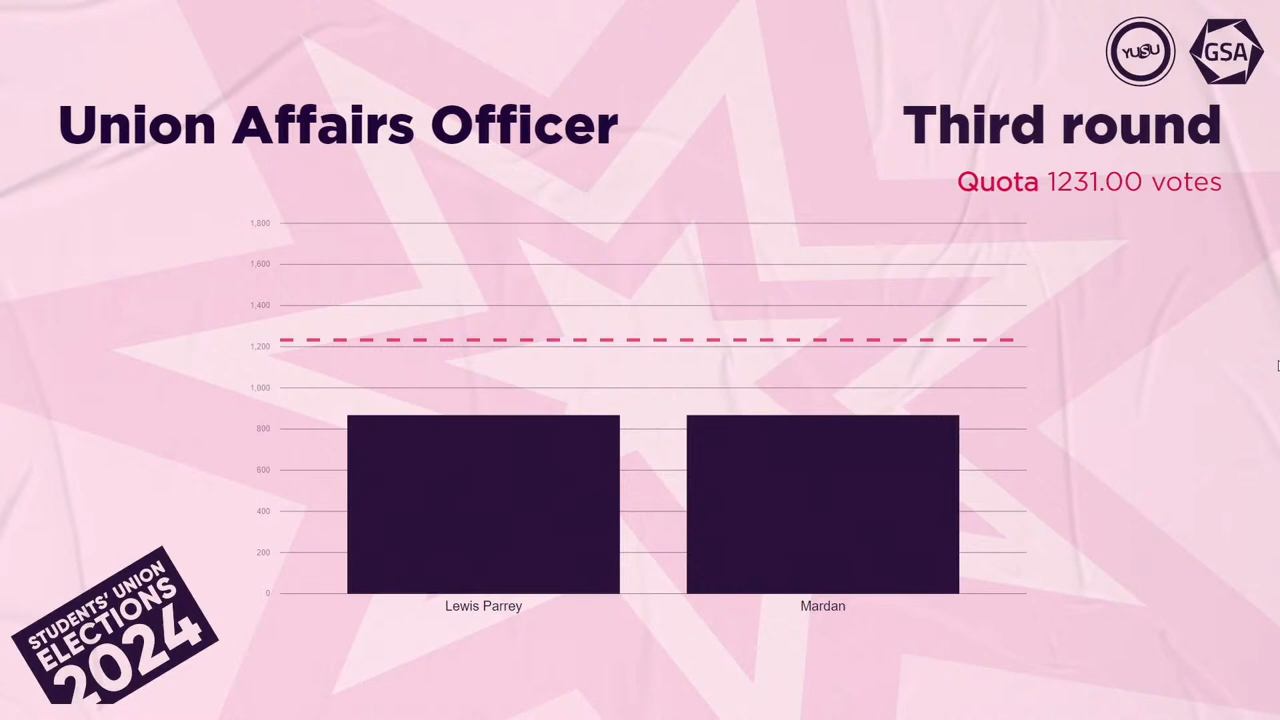 YUSU
GSA
Union Affairs Officer
Third round
Quota 1231.00 votes
1,800
1,600
1,400
1,200
1,000
800
600
400
200
0
Lewis Parrey
Mardan
STUDENTS' UNION
ELECTIONS
2024